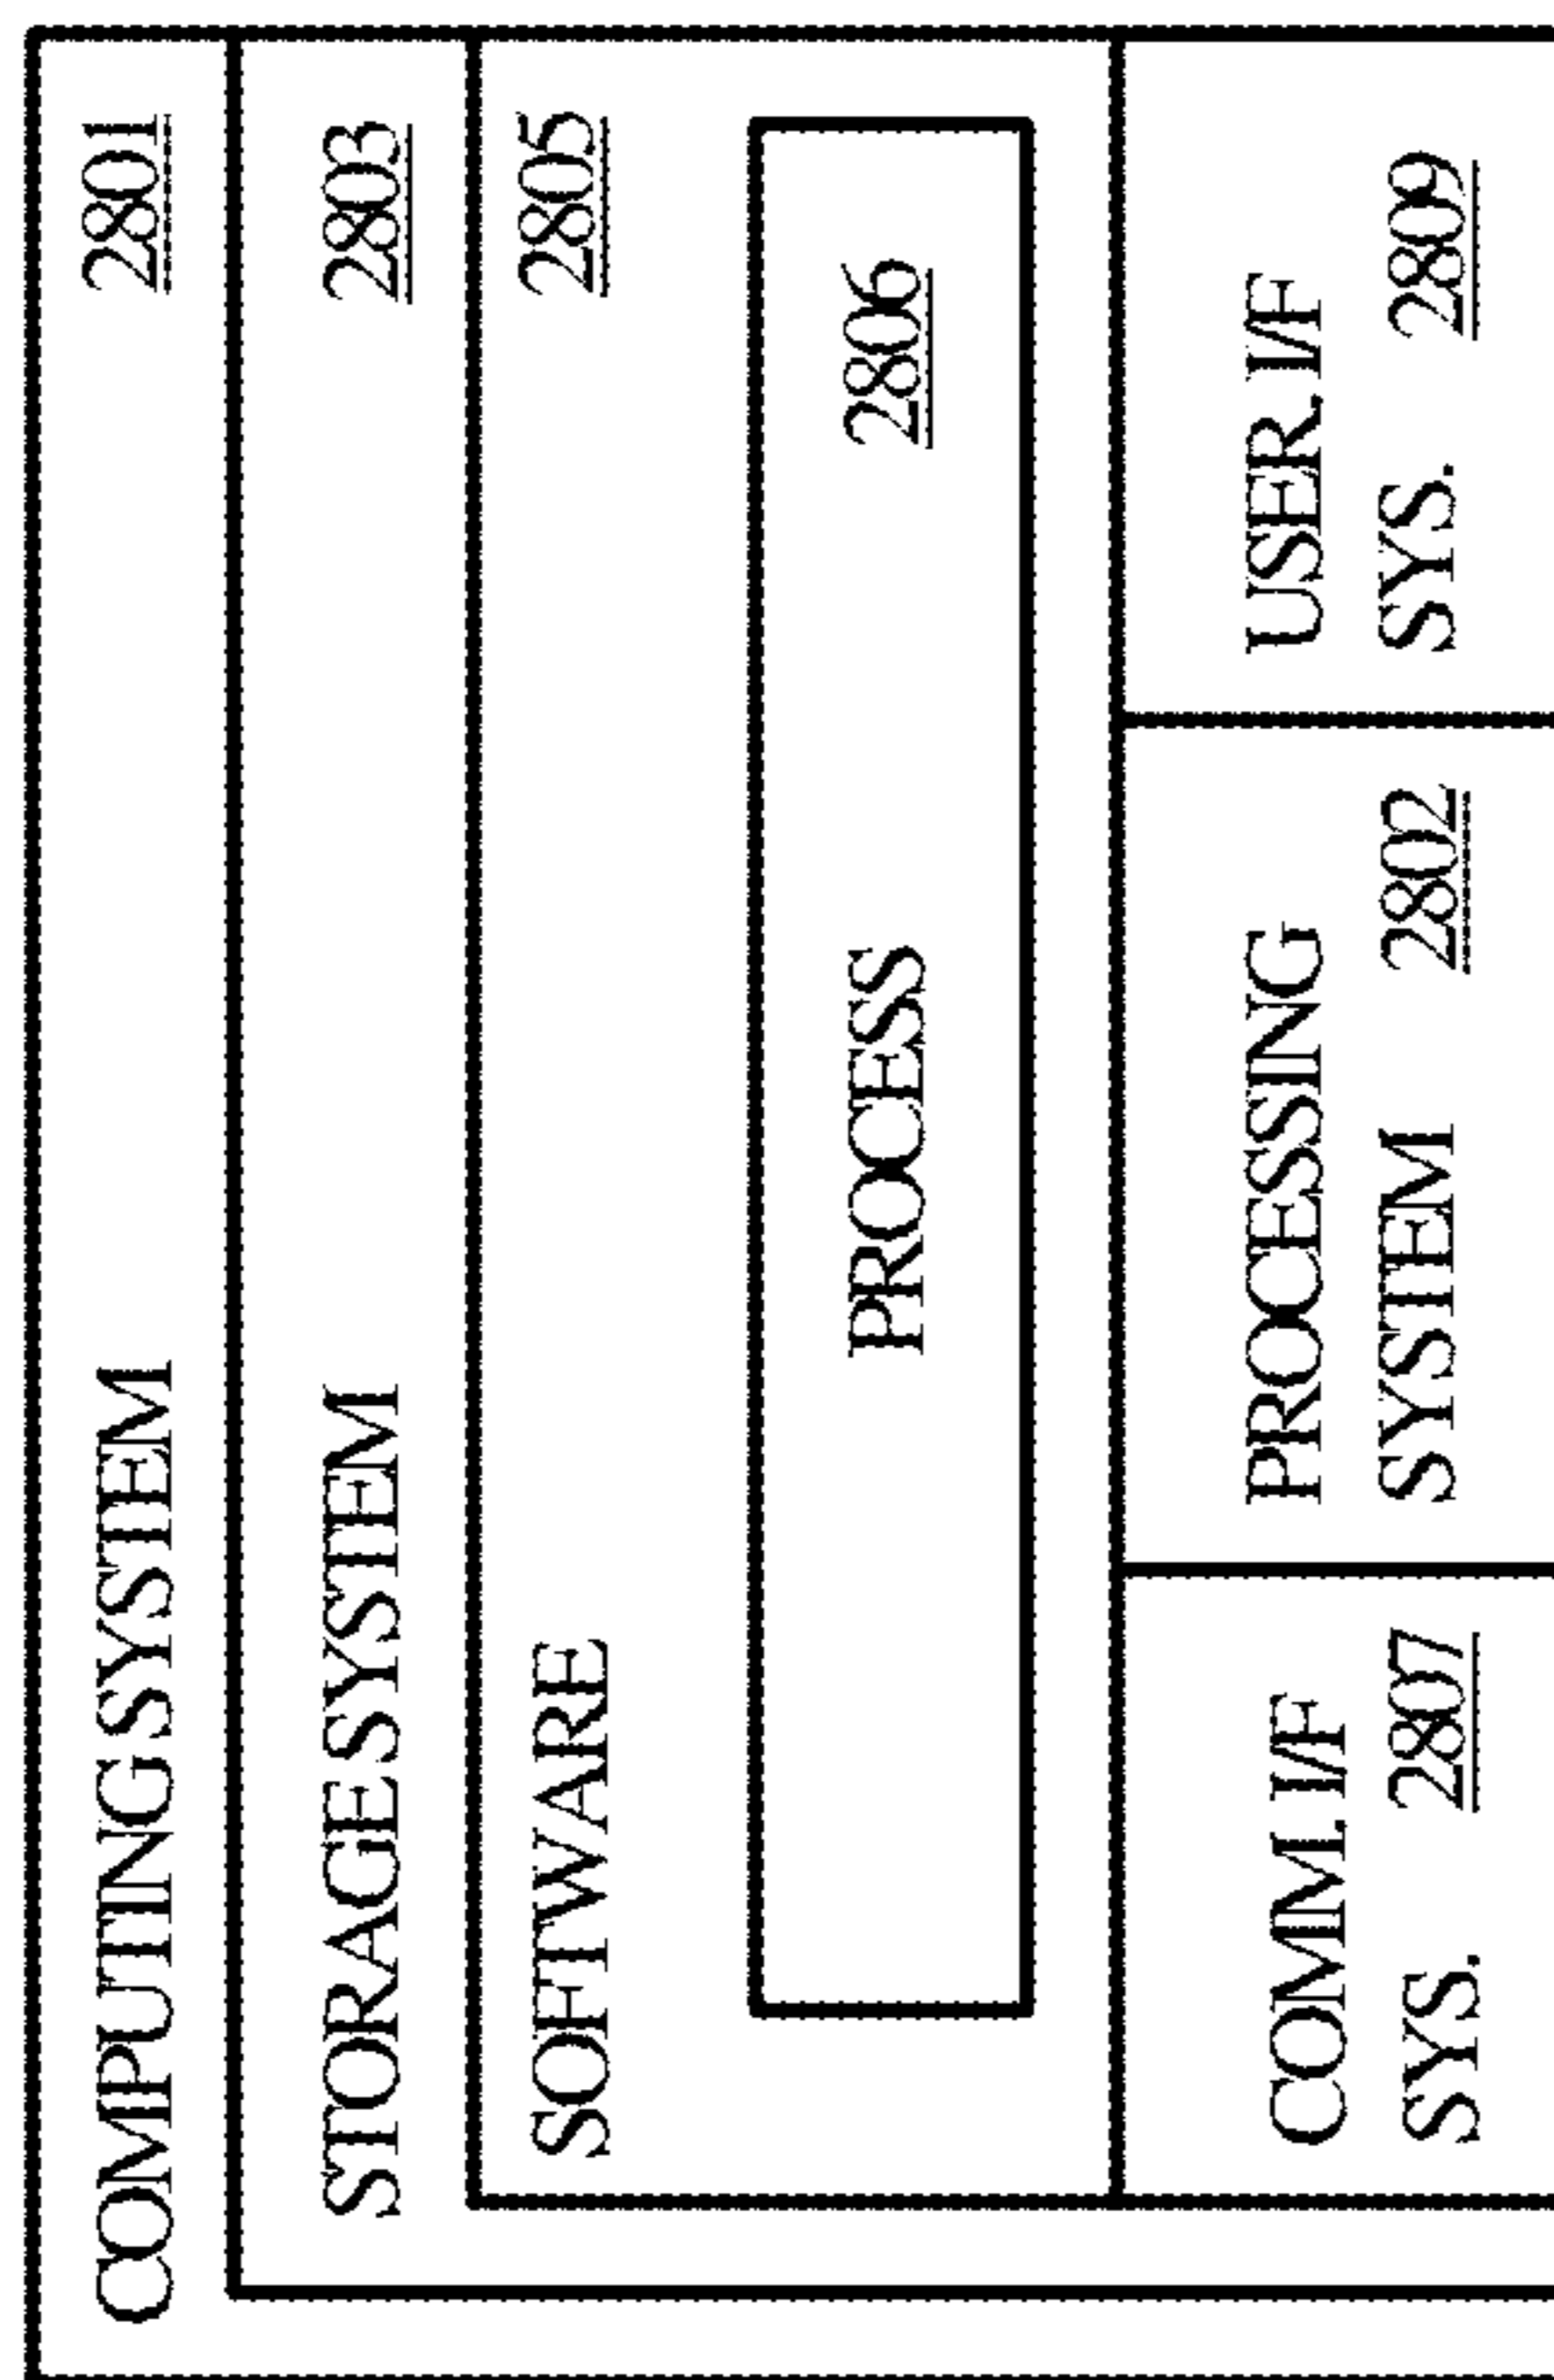 COMPUTING SYSTEM 2801
STORAGE SYSTEM 2803
SOFTWARE 2805
PROCESS 2806
COMM. I/F
SYS. 2807
PROCESSING
SYSTEM 2802
USER I/F
SYS. 2809